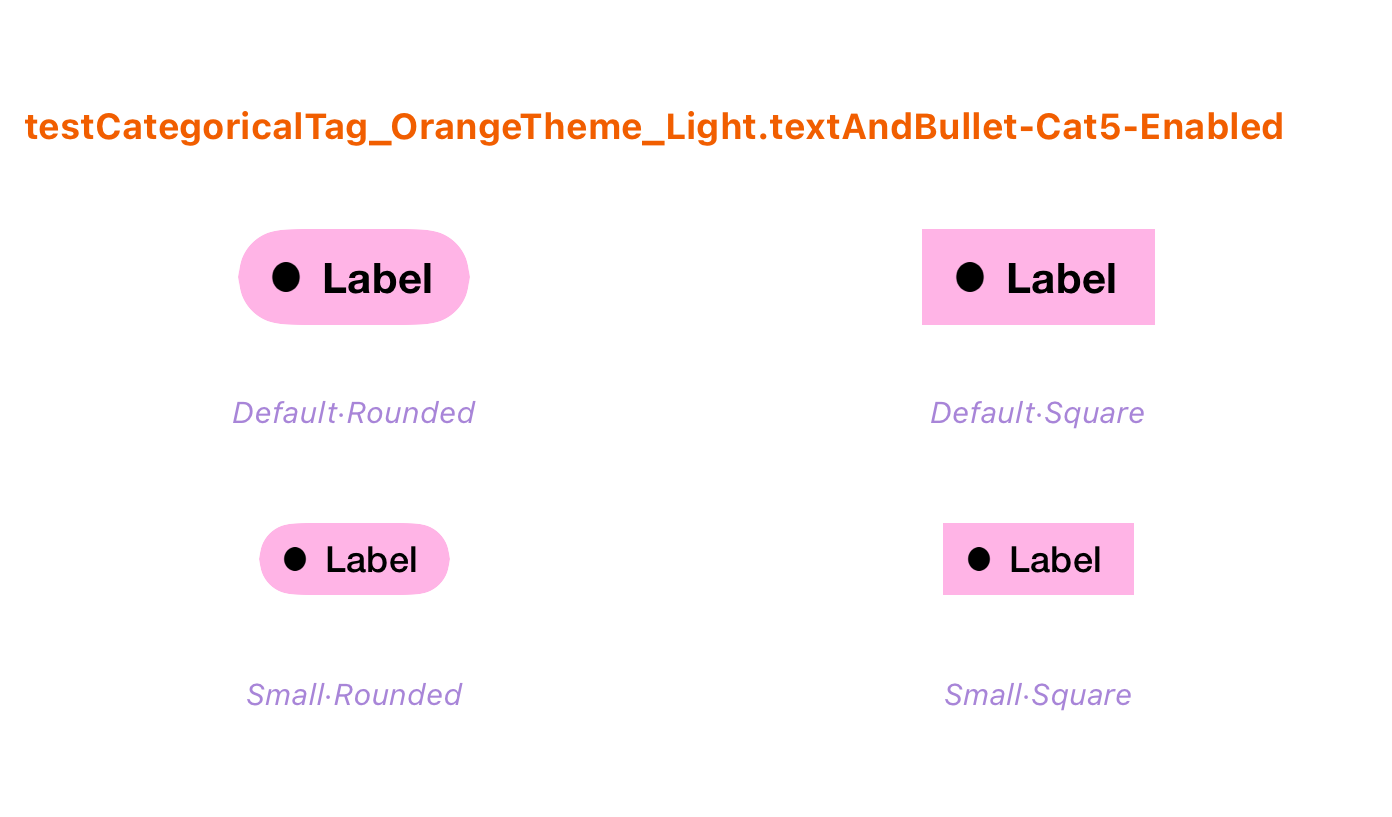 testCategoricalTag_OrangeTheme_Light.textAndBullet-Cat5-Enabled
Label
Label
Default·Rounded
Default·Square
Label
Label
Small·Rounded
Small·Square